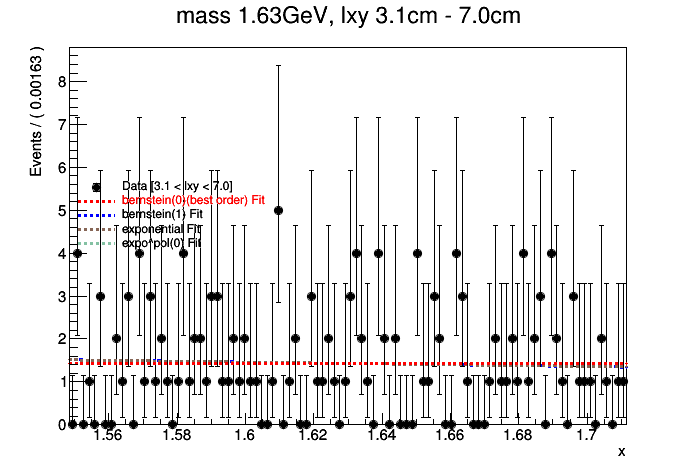 mass 1.63GeV, lxy 3.1cm - 7.0cm
Events / ( 0.00163 )
8
7
6
5
4
3
2
1
0
Data [3.1 < lxy < 7.0]
bernstein(0)(best order) Fit
bernstein(1) Fit
exponential Fit
expo*pol(0) Fit
1.56 1.58 1.6 1.62 1.64 1.66 1.68 1.7
x